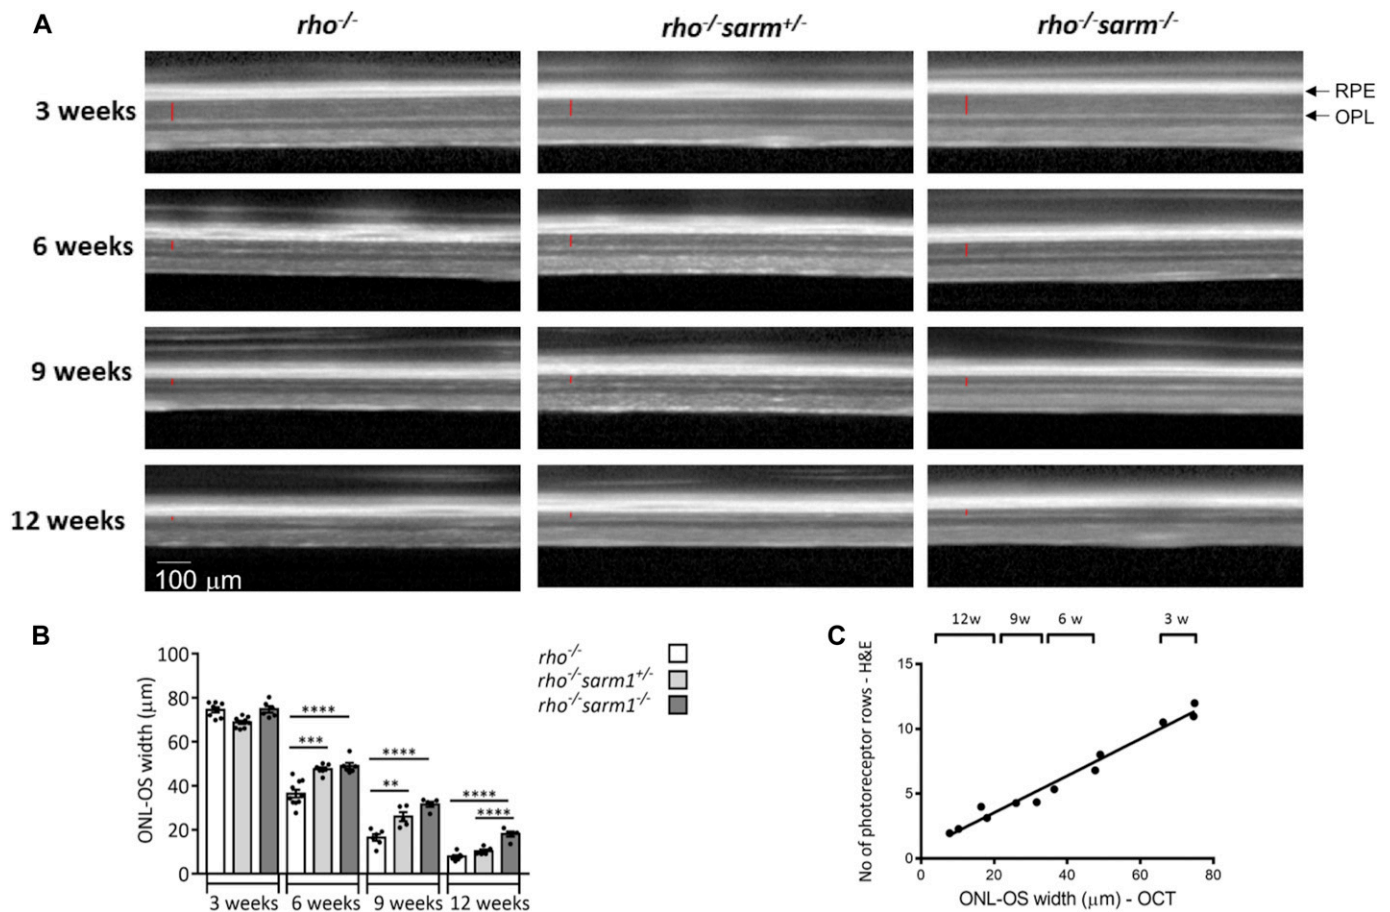 A
rho-/-
rho-/-sarm+/-
rho-/-sarm-/-
3 weeks
RPE
OPL
6 weeks
9 weeks
12 weeks
100 μm
B
ONL-OS width (μm)
100
80
60
40
20
0
****
***
****
**
****
****
3 weeks
6 weeks
9 weeks
12 weeks
rho-/-
rho-/-sarm1+/-
rho-/-sarm1-/-
C
12w
9w
6 w
3 w
No of photoreceptor rows - H&E
15
10
5
0
0
20
40
60
80
ONL-OS width (μm) - OCT